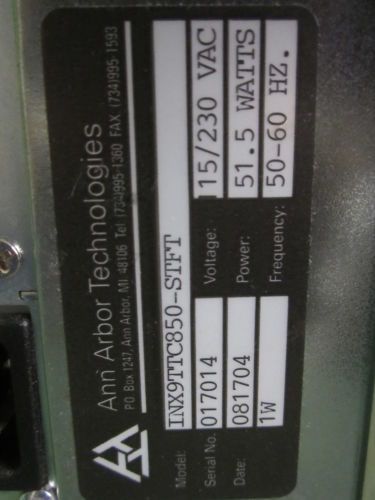 Ann Arbor Technologies
P.O. Box 1247, Ann Arbor, MI 48106 Tel (734)995-1360 FAX (734)995-1593
Model: INX9TTC850-STFT
Serial No. 017014 Voltage: 15/230 VAC
Date: 081704 Power: 51.5 WATTS
1W Frequency: 50-60 HZ.